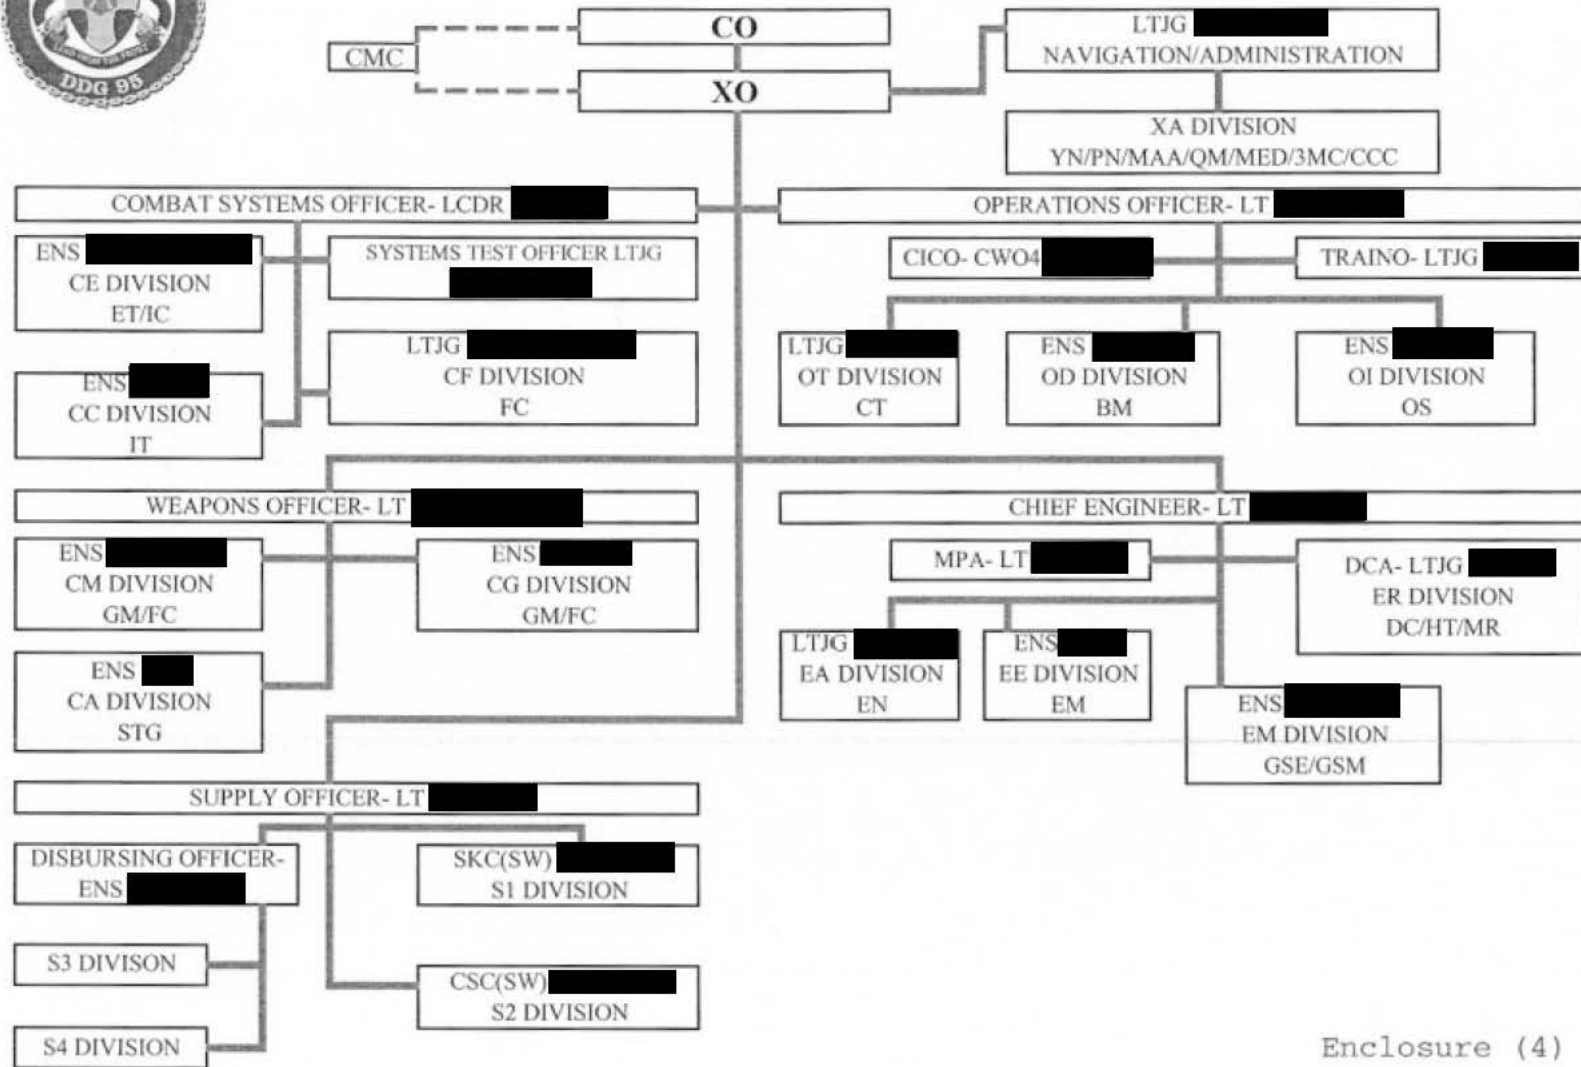 DDG 95
CMC
CO
XO
LTJG
NAVIGATION/ADMINISTRATION
XA DIVISION
YN/PN/MAA/QM/MED/3MC/CCC
COMBAT SYSTEMS OFFICER- LCDR
ENS
CE DIVISION
ET/IC
SYSTEMS TEST OFFICER LTJG
ENS
CC DIVISION
IT
LTJG
CF DIVISION
FC
OPERATIONS OFFICER- LT
CICO- CWO4
TRAINO- LTJG
LTJG
OT DIVISION
CT
ENS
OD DIVISION
BM
ENS
OI DIVISION
OS
WEAPONS OFFICER- LT
ENS
CM DIVISION
GM/FC
ENS
CG DIVISION
GM/FC
ENS
CA DIVISION
STG
CHIEF ENGINEER- LT
MPA- LT
DCA- LTJG
ER DIVISION
DC/HT/MR
LTJG
EA DIVISION
EN
ENS
EE DIVISION
EM
ENS
EM DIVISION
GSE/GSM
SUPPLY OFFICER- LT
DISBURSING OFFICER-
ENS
SKC(SW)
S1 DIVISION
S3 DIVISON
CSC(SW)
S2 DIVISION
S4 DIVISION
Enclosure (4)